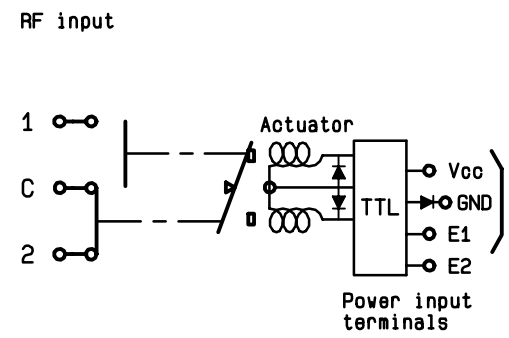 RF input
Actuator
1
C
2
TTL
Vcc
GND
E1
E2
Power input
terminals